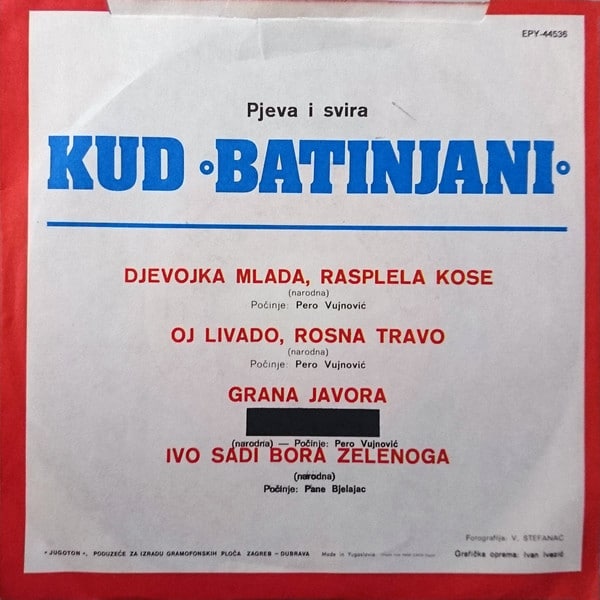 EPY-44536
Pjeva i svira
KUD •BATINJANI•
DJEVOJKA MLADA, RASPLELA KOSE
(narodna)
Počinje: Pero Vujnović
OJ LIVADO, ROSNA TRAVO
(narodna)
Počinje: Pero Vujnović
GRANA JAVORA
(narodna) — Počinje: Pero Vujnović
IVO SADI BORA ZELENOGA
(narodna)
Počinje: Pane Bjelajac
Fotografije: V. STEFANAC
• JUGOTON •, PODUZEĆE ZA IZRADU GRAMOFONSKIH PLOČA ZAGREB - DUBRAVA Made in Yugoslavia Grafička oprema: Ivan Ivezić